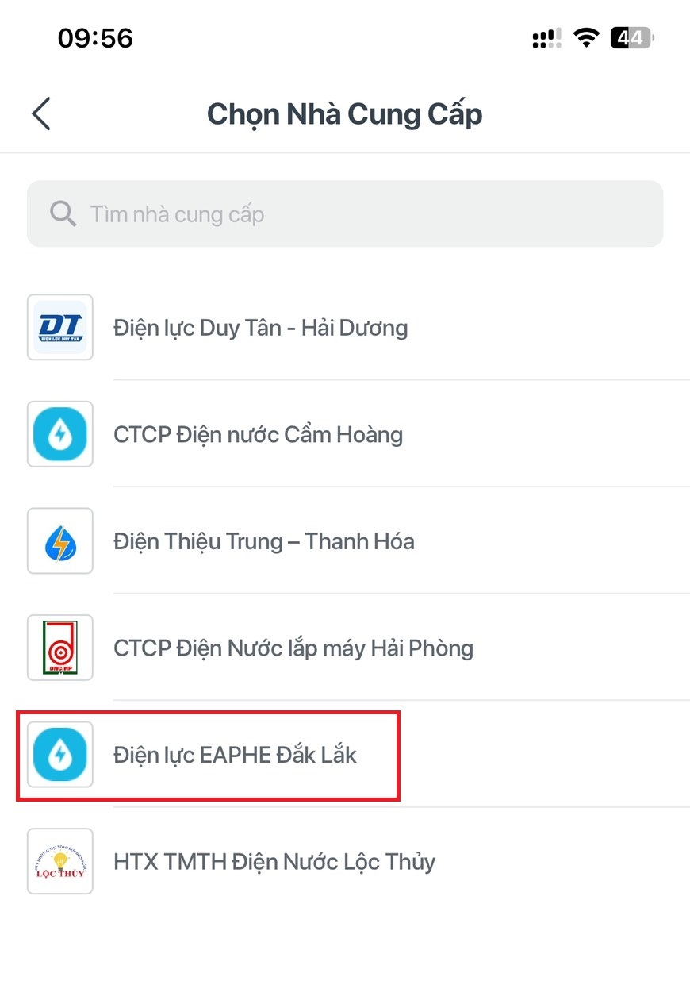 09:56
44
Chọn Nhà Cung Cấp
Tìm nhà cung cấp
DT
ĐIỆN LỰC DUY TÂN
Điện lực Duy Tân - Hải Dương
CTCP Điện nước Cẩm Hoàng
Điện Thiệu Trung – Thanh Hóa
DNC.HP
CTCP Điện Nước lắp máy Hải Phòng
Điện lực EAPHE Đắk Lắk
LỘC THỦY
HTX TMTH Điện Nước Lộc Thủy